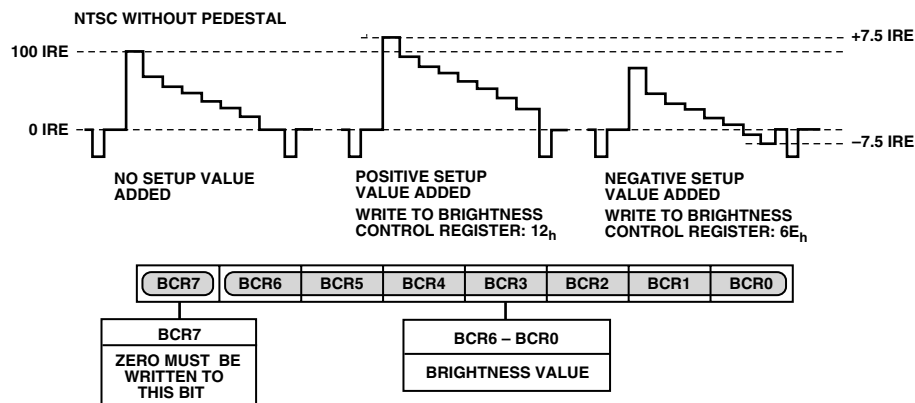 NTSC WITHOUT PEDESTAL
+7.5 IRE
100 IRE
0 IRE
–7.5 IRE
NO SETUP VALUE
ADDED
POSITIVE SETUP
VALUE ADDED
WRITE TO BRIGHTNESS
CONTROL REGISTER: 12h
NEGATIVE SETUP
VALUE ADDED
WRITE TO BRIGHTNESS
CONTROL REGISTER: 6Eh
BCR7 BCR6 BCR5 BCR4 BCR3 BCR2 BCR1 BCR0
BCR7
ZERO MUST BE
WRITTEN TO
THIS BIT
BCR6 – BCR0
BRIGHTNESS VALUE